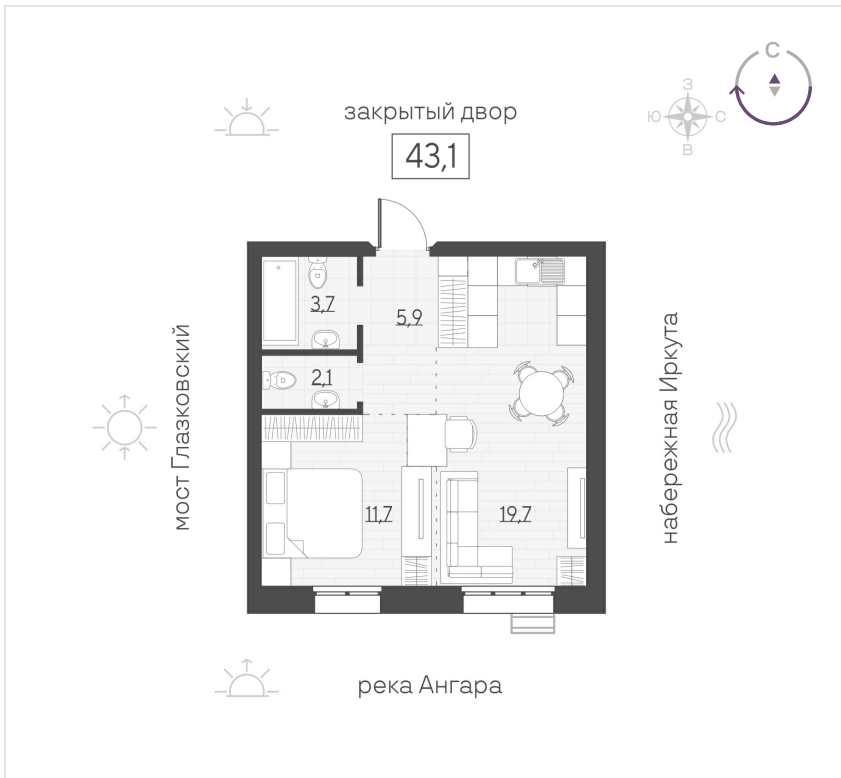 С
закрытый двор
43,1
З
Ю
С
В
3,7
5,9
2,1
мост Глазковский
набережная Иркута
11,7
19,7
река Ангара